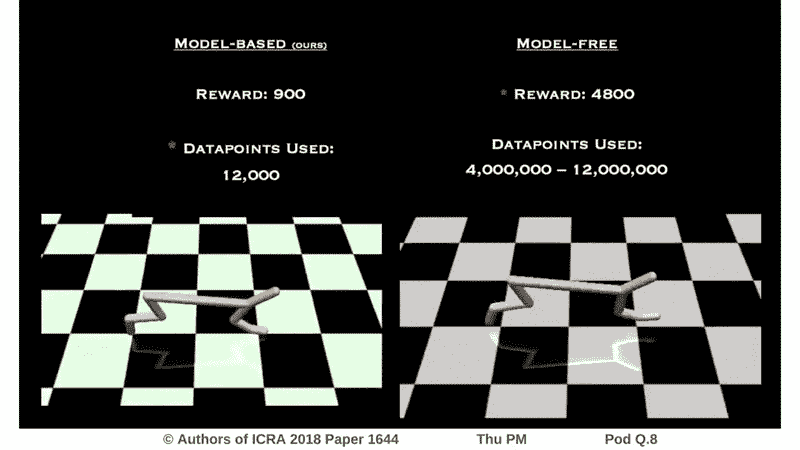 MODEL-BASED (OURS)
REWARD: 900
* DATAPOINTS USED:
12,000
MODEL-FREE
* REWARD: 4800
DATAPOINTS USED:
4,000,000 – 12,000,000
© Authors of ICRA 2018 Paper 1644 Thu PM Pod Q.8